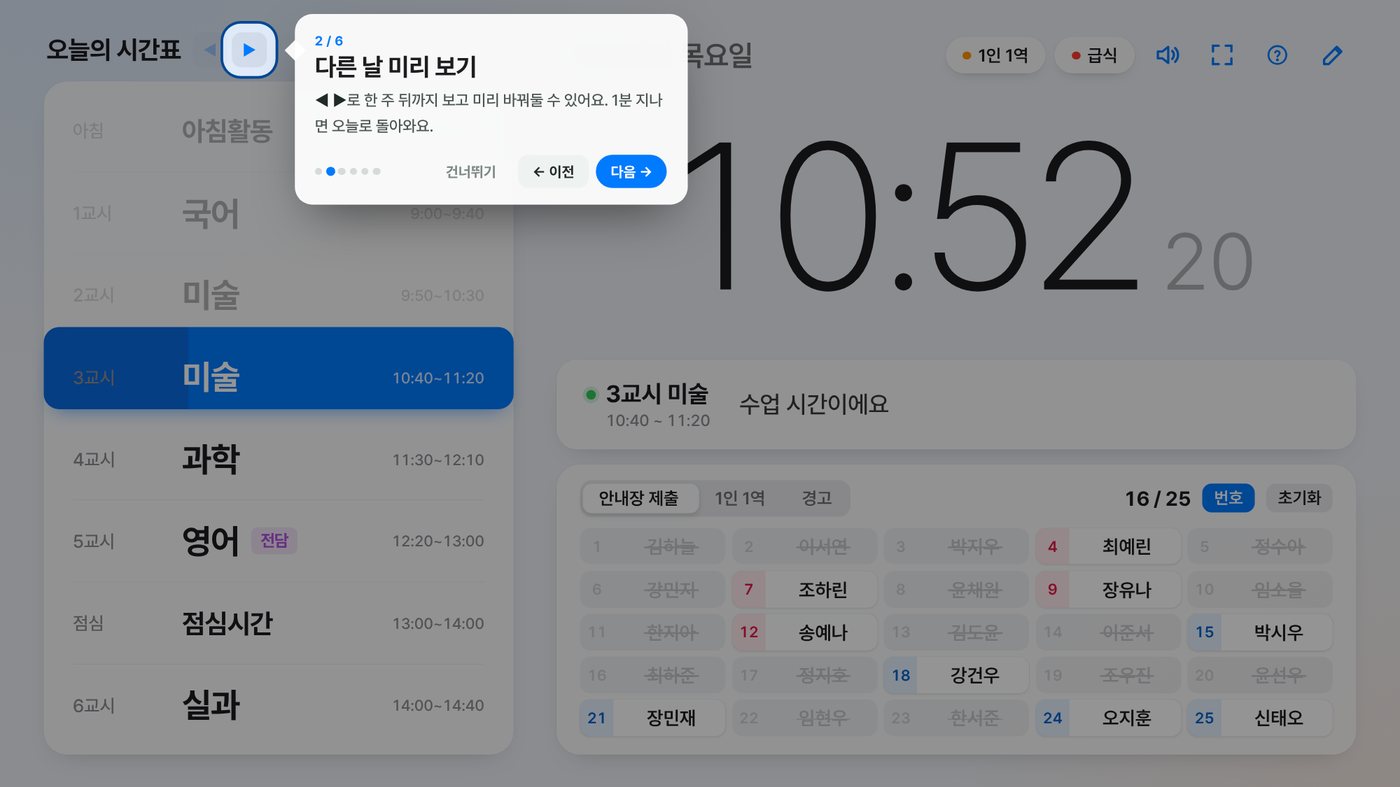 오늘의 시간표 ◀ ▶
2 / 6
다른 날 미리 보기
◀ ▶로 한 주 뒤까지 보고 미리 바꿔둘 수 있어요. 1분 지나
면 오늘로 돌아와요.
건너뛰기 ← 이전 다음 →
목요일
1인 1역 급식
10:52 20
아침 아침활동
1교시 국어 9:00~9:40
2교시 미술 9:50~10:30
3교시 미술 10:40~11:20
4교시 과학 11:30~12:10
5교시 영어 전담 12:20~13:00
점심 점심시간 13:00~14:00
6교시 실과 14:00~14:40
3교시 미술
10:40 ~ 11:20
수업 시간이에요
안내장 제출 1인 1역 경고 16 / 25 번호 초기화
1 김하늘 2 이서연 3 박지우 4 최예린 5 정수아
6 강민지 7 조하린 8 윤채원 9 장유나 10 임소율
11 한지아 12 송예나 13 김도윤 14 이준서 15 박시우
16 최하준 17 정지호 18 강건우 19 조우진 20 윤선우
21 장민재 22 임현우 23 한서준 24 오지훈 25 신태오